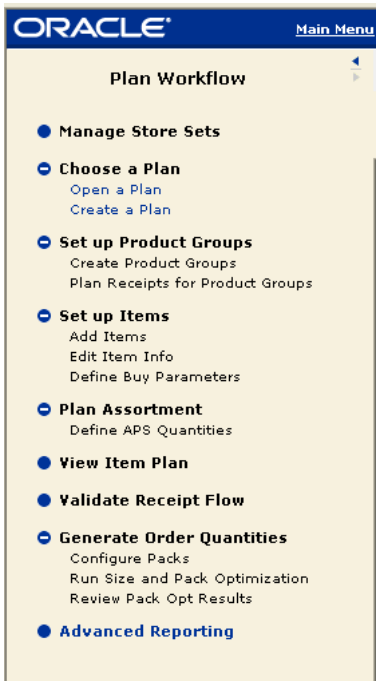 ORACLE
Main Menu
Plan Workflow
Manage Store Sets
Choose a Plan
Open a Plan
Create a Plan
Set up Product Groups
Create Product Groups
Plan Receipts for Product Groups
Set up Items
Add Items
Edit Item Info
Define Buy Parameters
Plan Assortment
Define APS Quantities
View Item Plan
Validate Receipt Flow
Generate Order Quantities
Configure Packs
Run Size and Pack Optimization
Review Pack Opt Results
Advanced Reporting